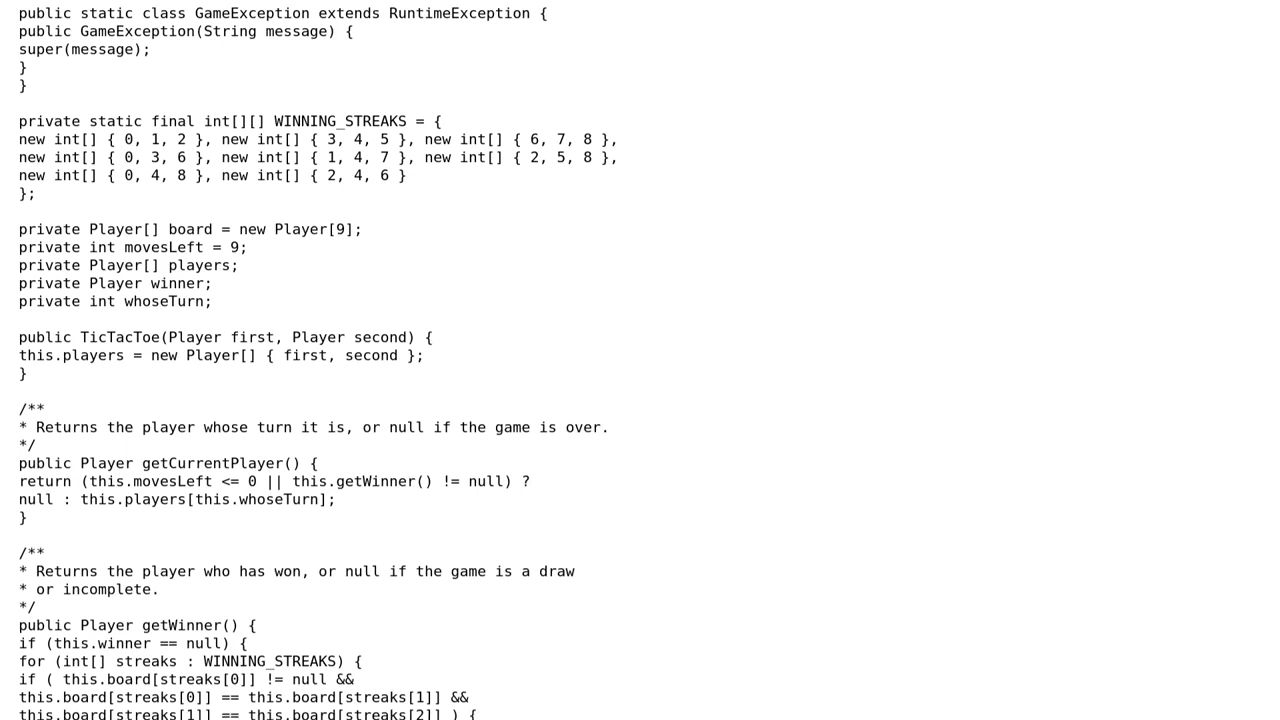 public static class GameException extends RuntimeException {
public GameException(String message) {
super(message);
}
}

private static final int[][] WINNING_STREAKS = {
new int[] { 0, 1, 2 }, new int[] { 3, 4, 5 }, new int[] { 6, 7, 8 },
new int[] { 0, 3, 6 }, new int[] { 1, 4, 7 }, new int[] { 2, 5, 8 },
new int[] { 0, 4, 8 }, new int[] { 2, 4, 6 }
};

private Player[] board = new Player[9];
private int movesLeft = 9;
private Player[] players;
private Player winner;
private int whoseTurn;

public TicTacToe(Player first, Player second) {
this.players = new Player[] { first, second };
}

/**
* Returns the player whose turn it is, or null if the game is over.
*/
public Player getCurrentPlayer() {
return (this.movesLeft <= 0 || this.getWinner() != null) ?
null : this.players[this.whoseTurn];
}

/**
* Returns the player who has won, or null if the game is a draw
* or incomplete.
*/
public Player getWinner() {
if (this.winner == null) {
for (int[] streaks : WINNING_STREAKS) {
if ( this.board[streaks[0]] != null &&
this.board[streaks[0]] == this.board[streaks[1]] &&
this.board[streaks[1]] == this.board[streaks[2]] ) {